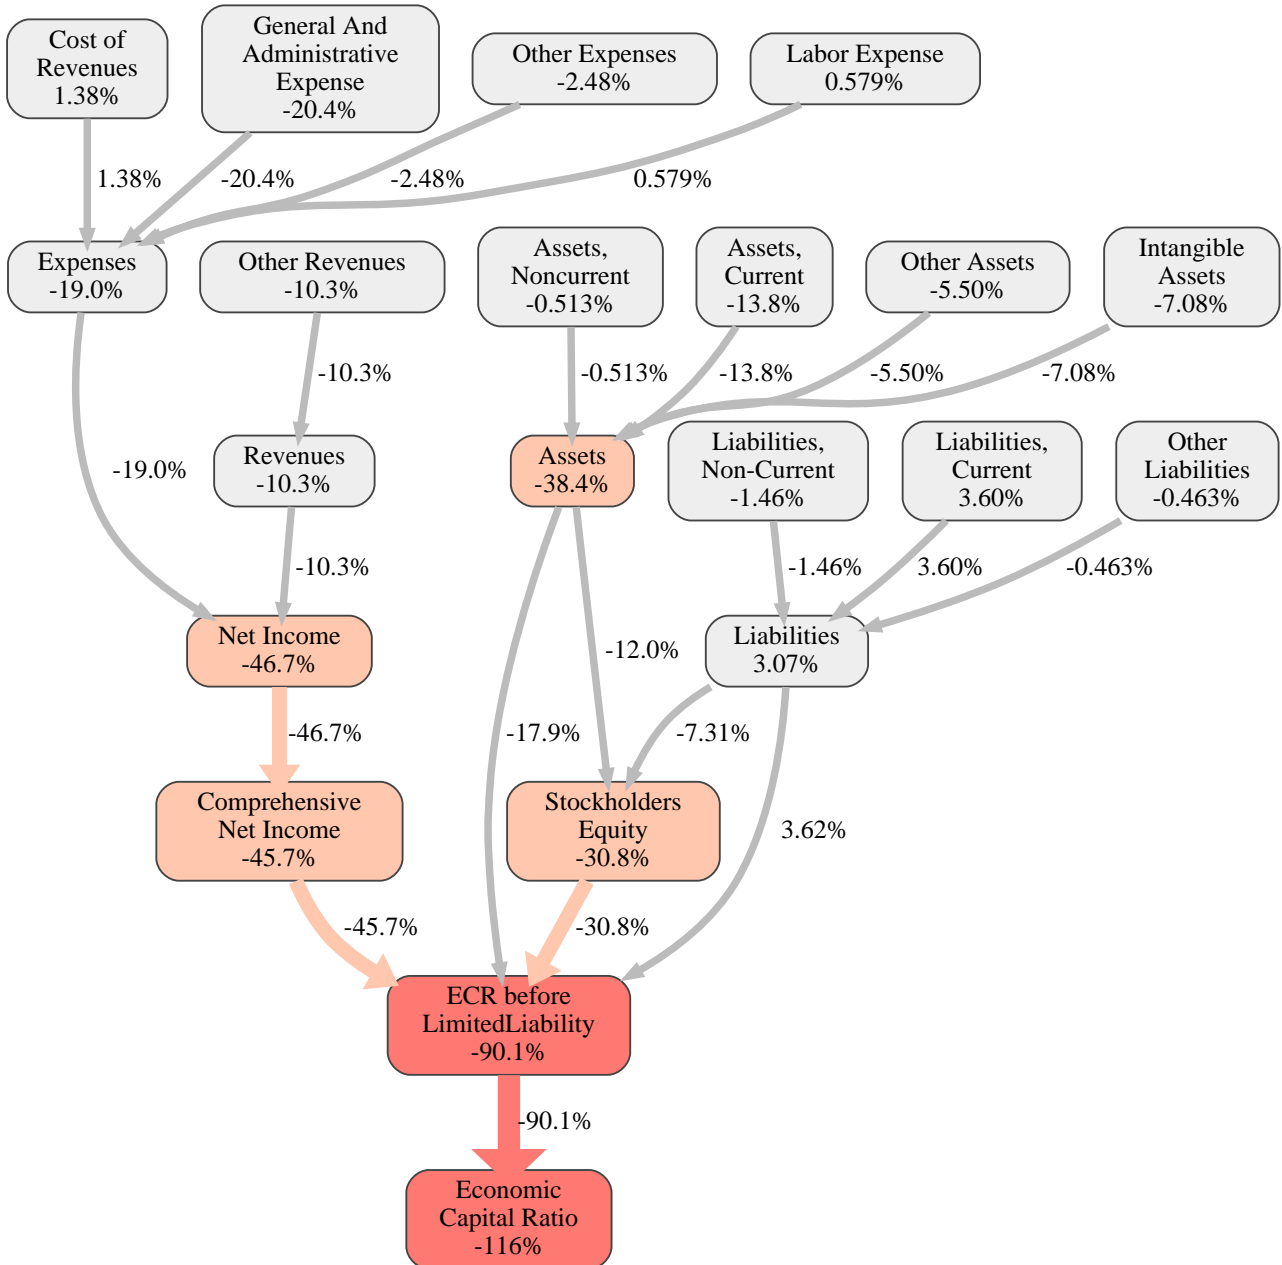 Cost of
Revenues
1.38%
General And
Administrative
Expense
-20.4%
Other Expenses
-2.48%
Labor Expense
0.579%
1.38%
-20.4%
-2.48%
0.579%
Expenses
-19.0%
Other Revenues
-10.3%
Assets,
Noncurrent
-0.513%
Assets,
Current
-13.8%
Other Assets
-5.50%
Intangible
Assets
-7.08%
-10.3%
-0.513%
-13.8%
-5.50%
-7.08%
-19.0%
Revenues
-10.3%
Assets
-38.4%
Liabilities,
Non-Current
-1.46%
Liabilities,
Current
3.60%
Other
Liabilities
-0.463%
-10.3%
-1.46%
3.60%
-0.463%
Net Income
-46.7%
-12.0%
Liabilities
3.07%
-46.7%
-17.9%
-7.31%
Comprehensive
Net Income
-45.7%
Stockholders
Equity
-30.8%
3.62%
-45.7%
-30.8%
ECR before
LimitedLiability
-90.1%
-90.1%
Economic
Capital Ratio
-116%